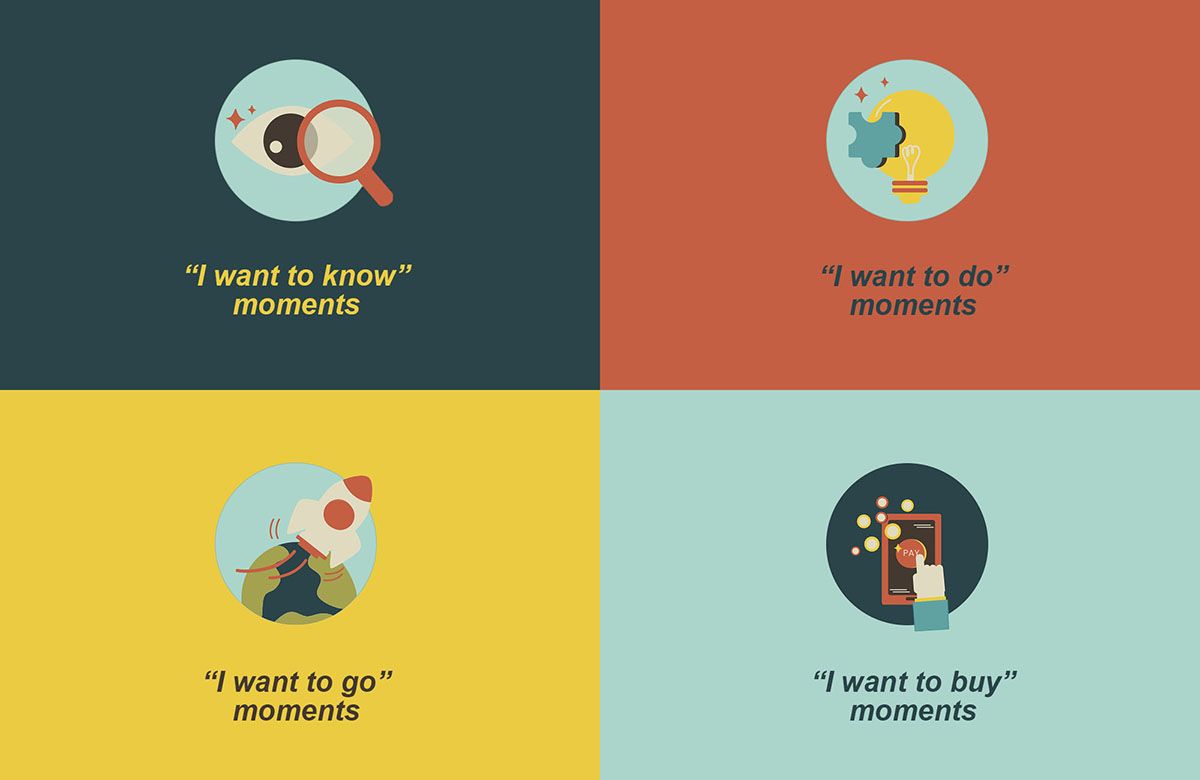 “I want to know”
moments
“I want to do”
moments
PAY
“I want to go”
moments
“I want to buy”
moments